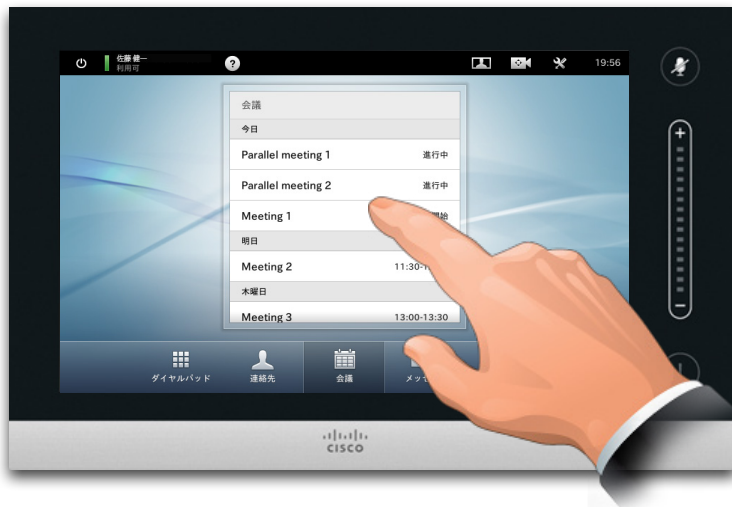 佐藤 健一
利用可
?
19:56
会議
今日
Parallel meeting 1 進行中
Parallel meeting 2 進行中
Meeting 1
明日
Meeting 2 11:30-1
木曜日
Meeting 3 13:00-13:30
ダイヤルパッド 連絡先 会議
CISCO